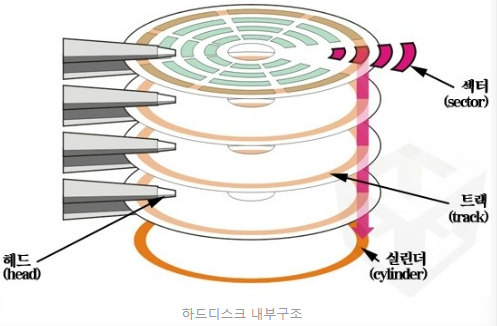 섹터
(sector)
트랙
(track)
헤드
(head)
실린더
(cylinder)
하드디스크 내부구조